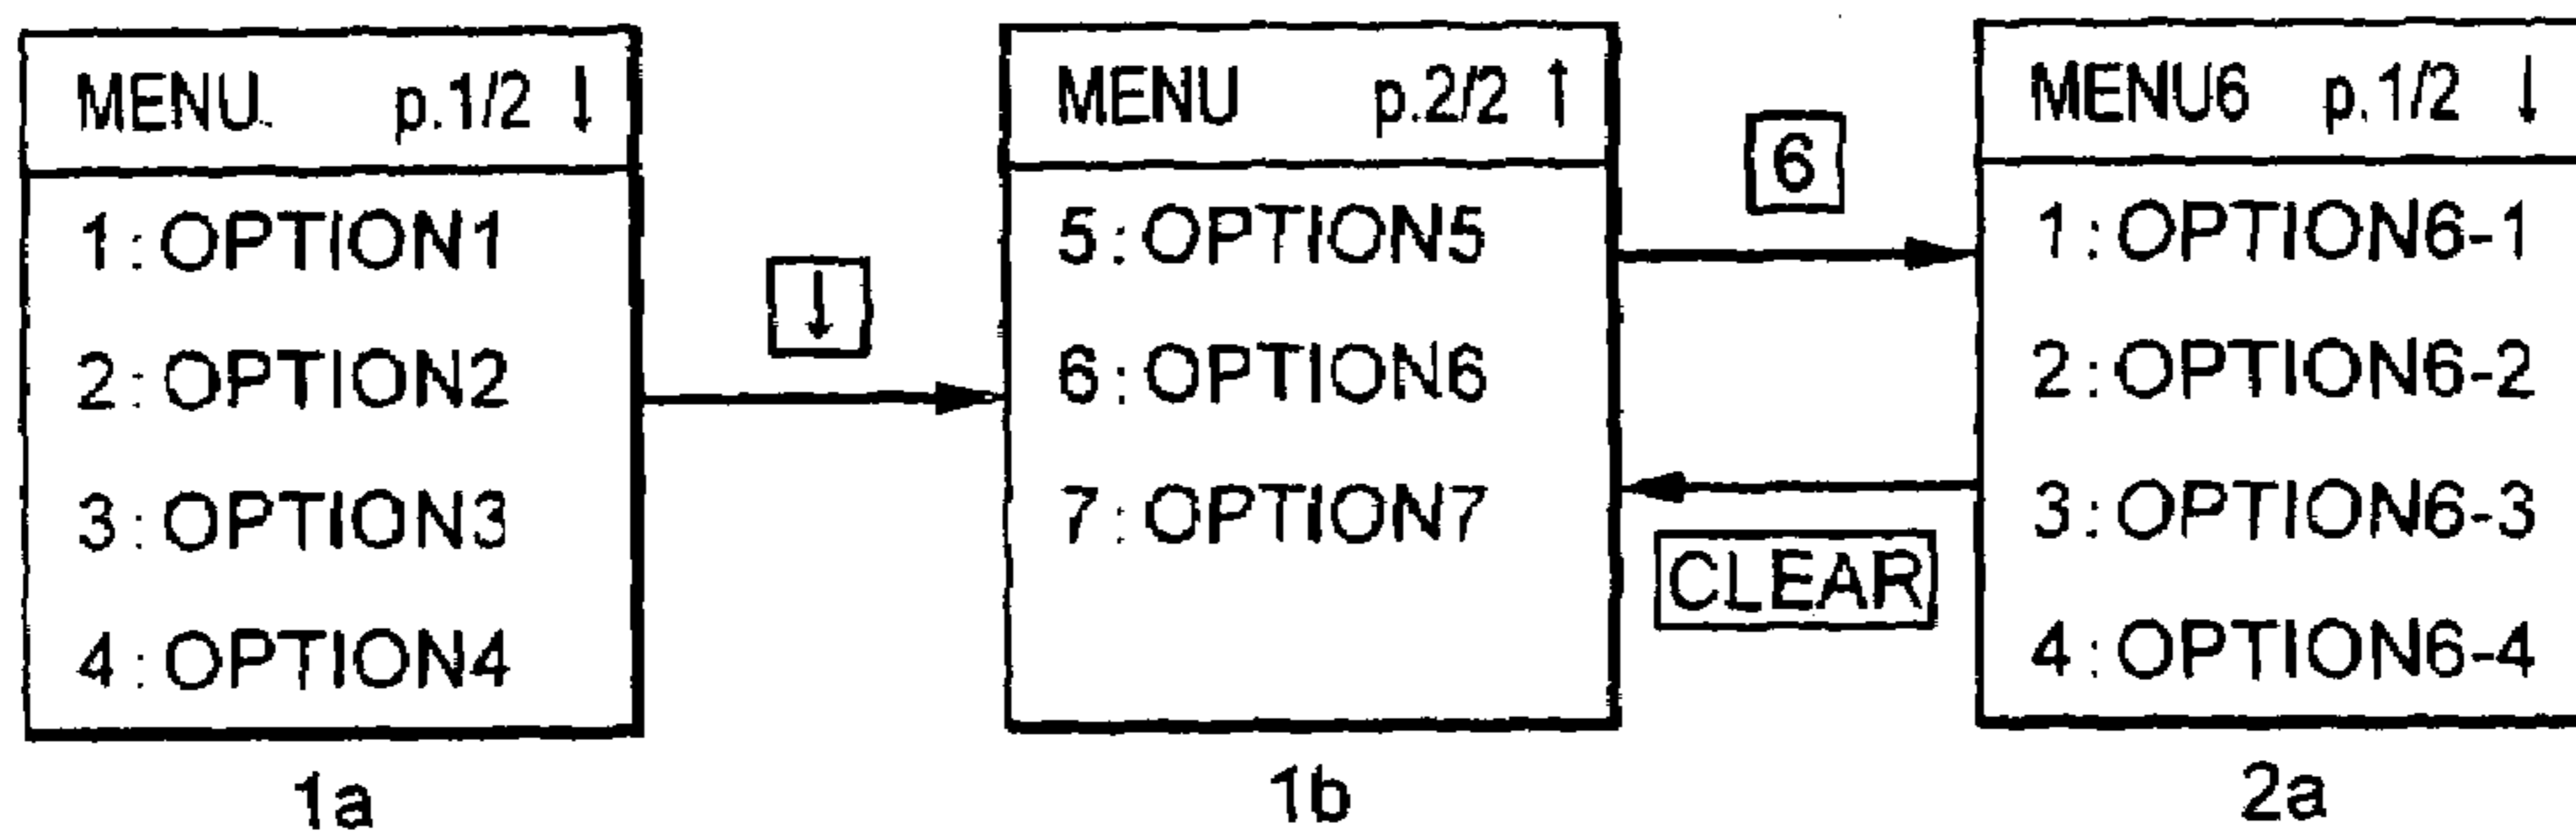 MENU p.1/2 ↓
1:OPTION1
2:OPTION2
3:OPTION3
4:OPTION4
1a
↓
MENU p.2/2 ↑
5:OPTION5
6:OPTION6
7:OPTION7
1b
6
CLEAR
MENU6 p.1/2 ↓
1:OPTION6-1
2:OPTION6-2
3:OPTION6-3
4:OPTION6-4
2a